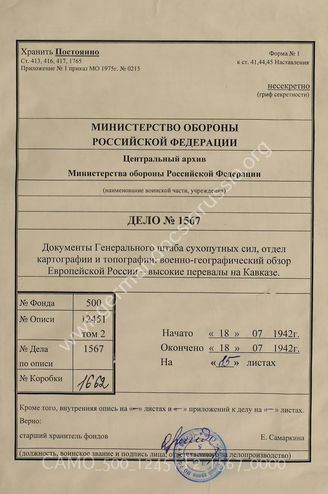 Хранить Постоянно
Форма № 1
Ст. 413, 416, 417, 1765
к ст. 41,44,45 Наставления
Приложение № 1 приказ МО 1975г. № 0215
несекретно
(гриф секретности)
МИНИСТЕРСТВО ОБОРОНЫ
РОССИЙСКОЙ ФЕДЕРАЦИИ
Центральный архив
Министерства обороны Российской Федерации
(наименование воинской части, учреждения)
ДЕЛО № 1567
Документы Генерального штаба сухопутных сил, отдел
картографии и топографии, военно-географический обзор
Европейской России - высокие перевалы на Кавказе.
№ Фонда 500
№ Описи 12451
том 2
№ Дела 1567
по описи
№ Коробки 1662
Начато « 18 » 07 1942г.
Окончено « 18 » 07 1942г.
На « 15 » листах
Кроме того, внутренняя опись на «–» листах и «–» приложений к делу на «–» листах.
Верно:
старший хранитель фондов
Е. Самаркина
(должность, воинское звание и подпись лица, ответственного за делопроизводство)